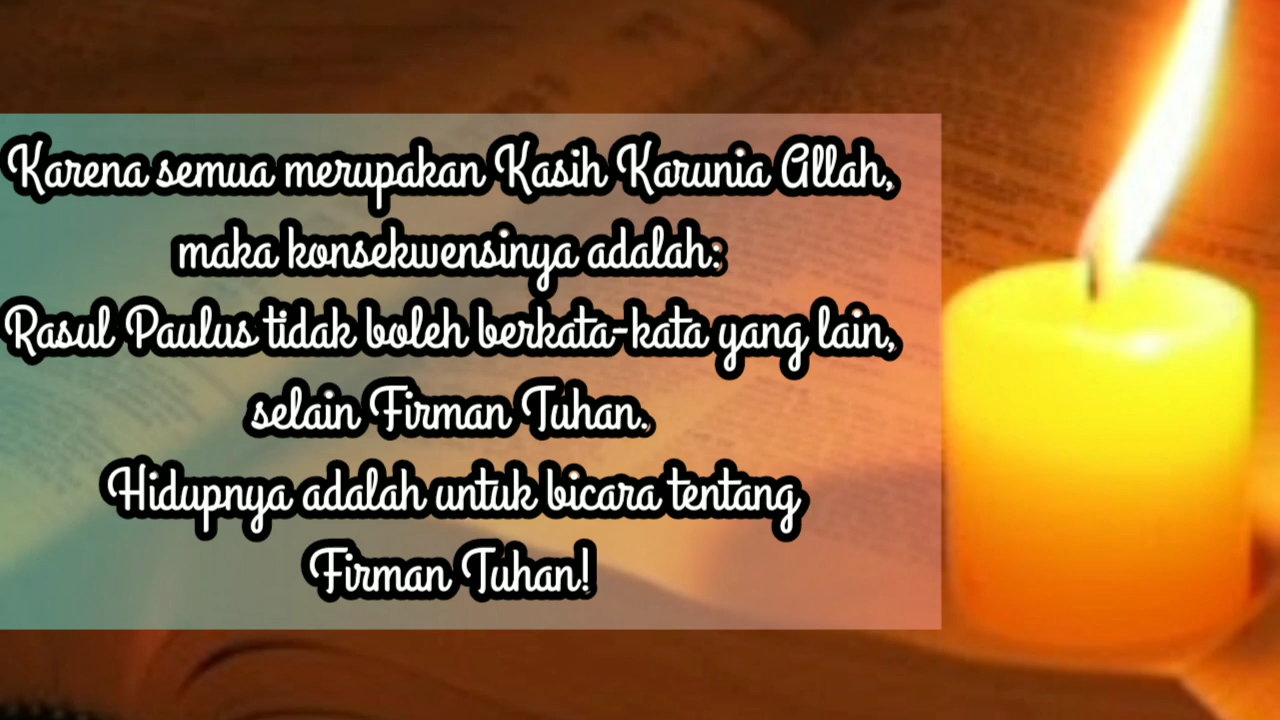 Karena semua merupakan Kasih Karunia Allah,
maka konsekwensinya adalah:
Rasul Paulus tidak boleh berkata-kata yang lain,
selain Firman Tuhan.
Hidupnya adalah untuk bicara tentang
Firman Tuhan!